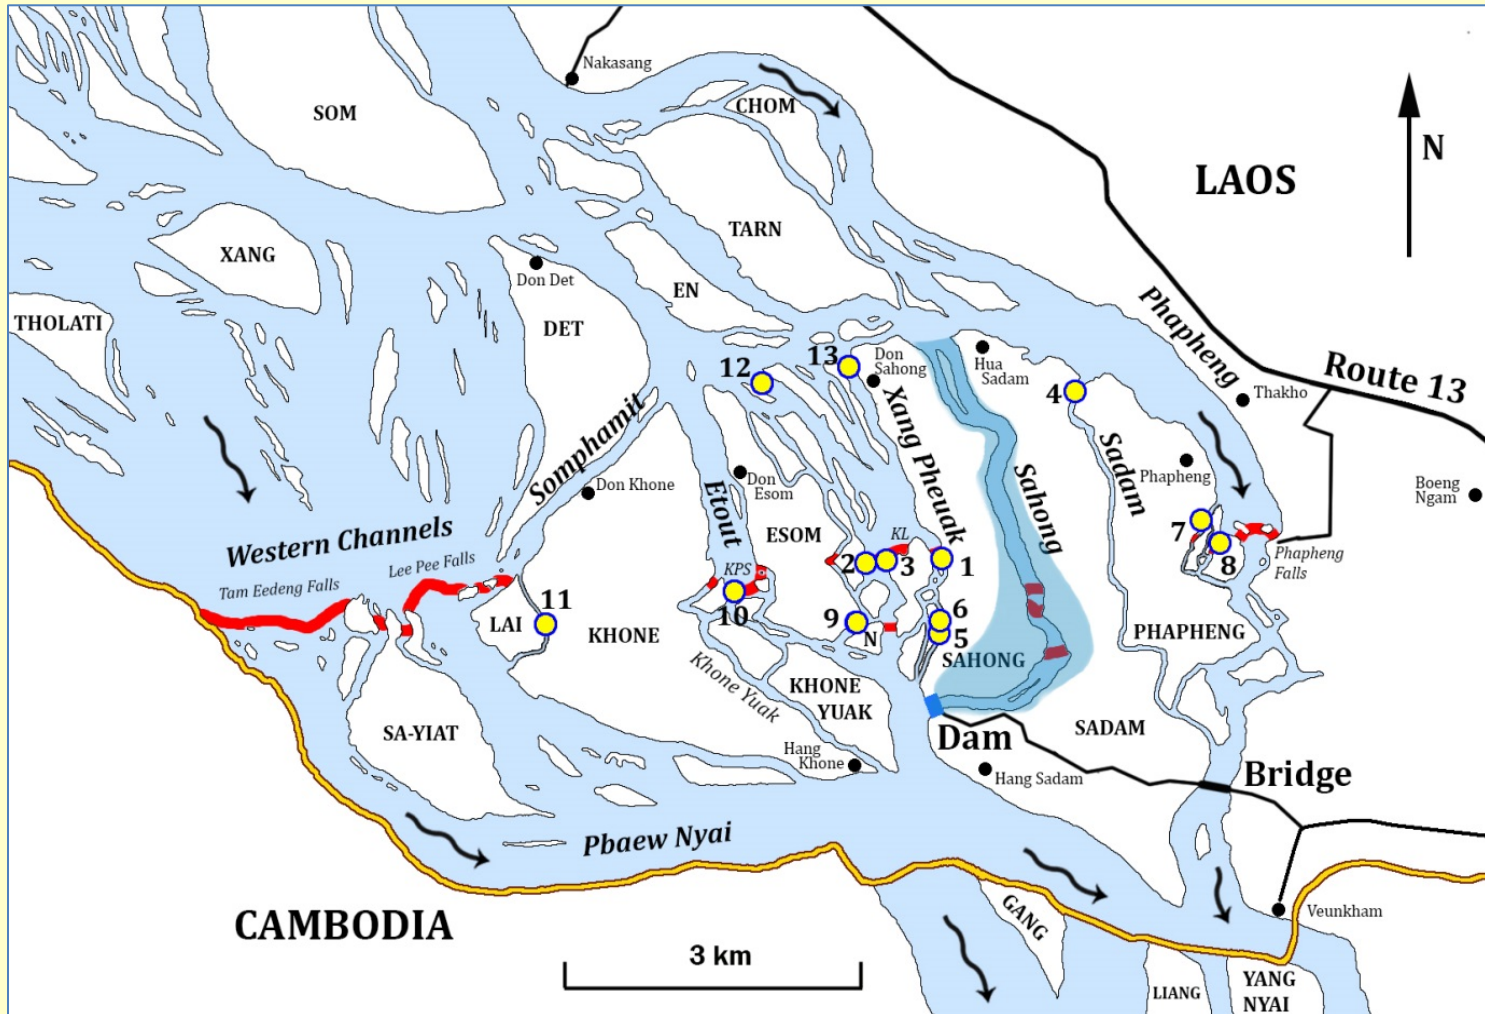 Nakasang
CHOM
SOM
LAOS
N
TARN
XANG
Don Det
EN
THOLATI
DET
Phapheng
12
13
Don
Sahong
Hua
Sadam
4
Thakho
Route 13
Somphamit
Xang Pheuak
Sahong
Sadam
Phapheng
Don Khone
Etout
Don
Esom
Boeng
Ngam
Western Channels
ESOM
KL
7
8
Phapheng
Falls
Tam Eedeng Falls
Lee Pee Falls
KPS
2
3
1
11
10
9
6
5
LAI
KHONE
N
SAHONG
PHAPHENG
Khone Yuak
KHONE
YUAK
SA-YIAT
SADAM
Dam
Hang
Khone
Hang Sadam
Bridge
Pbaew Nyai
CAMBODIA
GANG
Veunkham
3 km
LIANG
YANG
NYAI